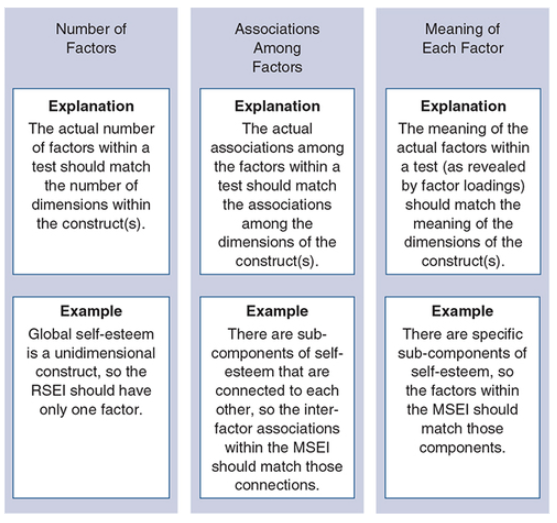 Number of
Factors
Explanation
The actual number
of factors within a
test should match
the number of
dimensions within
the construct(s).
Example
Global self-esteem
is a unidimensional
construct, so the
RSEI should have
only one factor.
Associations
Among
Factors
Explanation
The actual
associations among
the factors within a
test should match
the associations
among the
dimensions of the
construct(s).
Example
There are sub-
components of self-
esteem that are
connected to each
other, so the inter-
factor associations
within the MSEI
should match those
connections.
Meaning of
Each Factor
Explanation
The meaning of the
actual factors within
a test (as revealed
by factor loadings)
should match the
meaning of the
dimensions of the
construct(s).
Example
There are specific
sub-components of
self-esteem, so
the factors within
the MSEI should
match those
components.